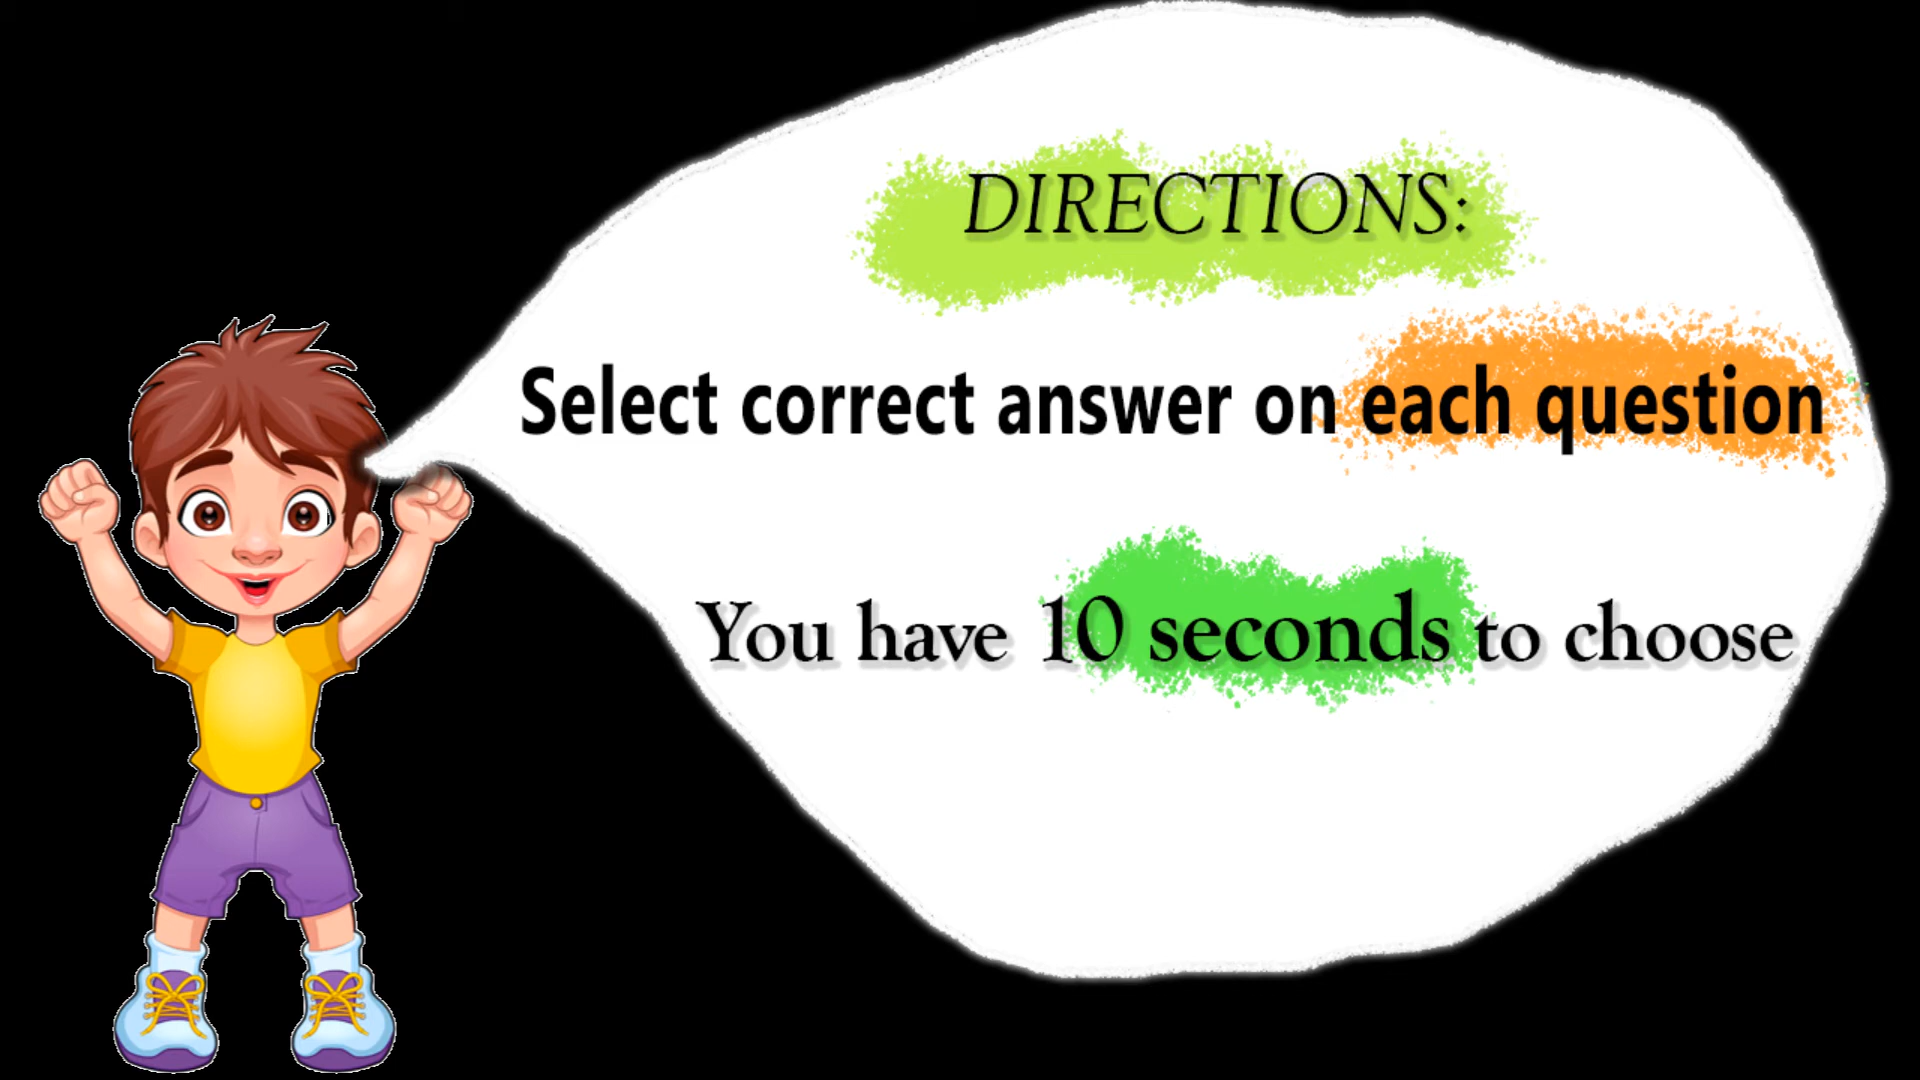 DIRECTIONS:
Select correct answer on each question
You have 10 seconds to choose